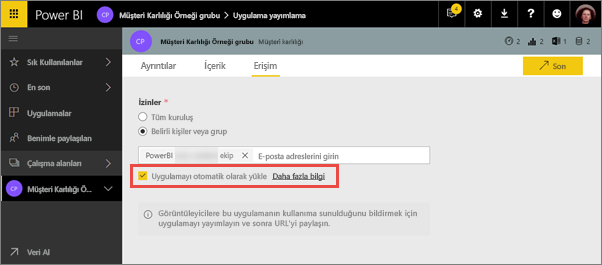 Power BI Müşteri Karlılığı Örneği grubu > Uygulama yayımlama 4
CP Müşteri Karlılığı Örneği grubu Müşteri karlılığı 2 2 1 2
Sık Kullanılanlar
En son
Uygulamalar
Benimle paylaşılan
Çalışma alanları
CP Müşteri Karlılığı Ö...
Veri Al
Ayrıntılar İçerik Erişim Son
İzinler *
Tüm kuruluş
Belirli kişiler veya grup
PowerBI ekip × E-posta adreslerini girin
Uygulamayı otomatik olarak yükle Daha fazla bilgi
Görüntüleyicilere bu uygulamanın kullanıma sunulduğunu bildirmek için
uygulamayı yayımlayın ve sonra URL'yi paylaşın.